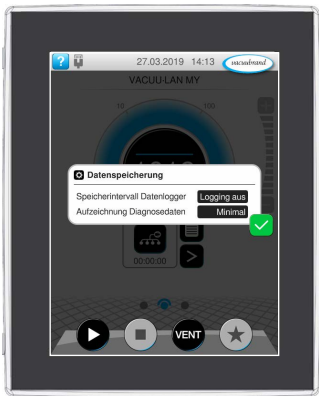 ?
27.03.2019 14:13 vacuubrand
VACUU·LAN MY
10 100
Datenspeicherung
Speicherintervall Datenlogger Logging aus
Aufzeichnung Diagnosedaten Minimal
00:00:00
VENT